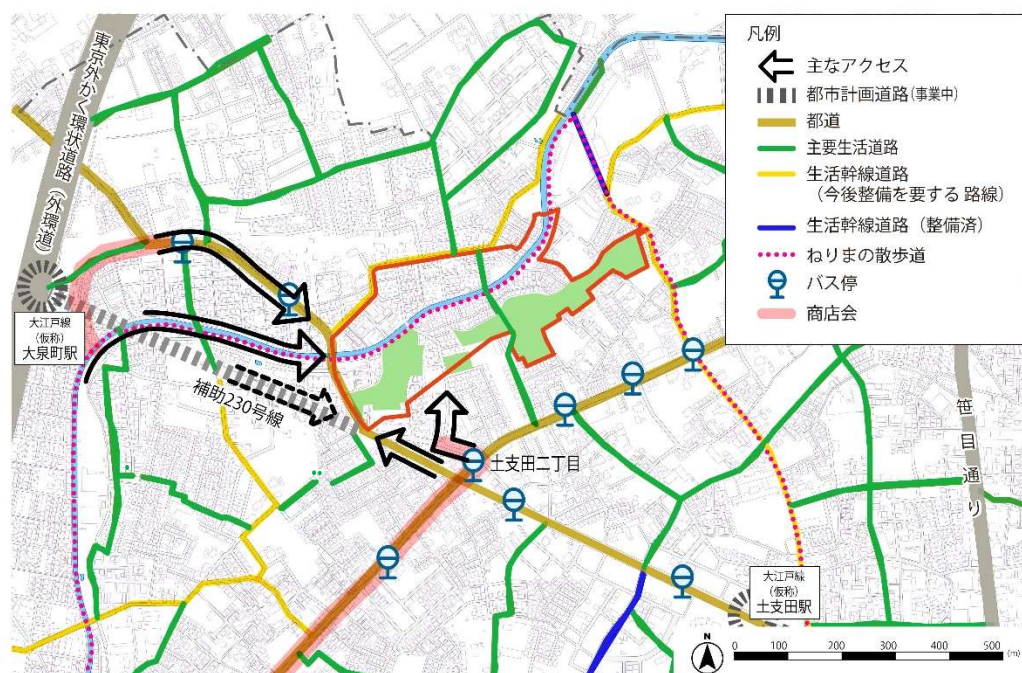 東京外かく環状道路(外環道)
大江戸線
(仮称)
大泉町駅
補助230号線
土支田二丁目
大江戸線
(仮称)
土支田駅
笹目通り
凡例
主なアクセス
都市計画道路(事業中)
都道
主要生活道路
生活幹線道路
(今後整備を要する 路線)
生活幹線道路(整備済)
ねりまの散歩道
バス停
商店会
N
0 100 200 300 400 500 (m)